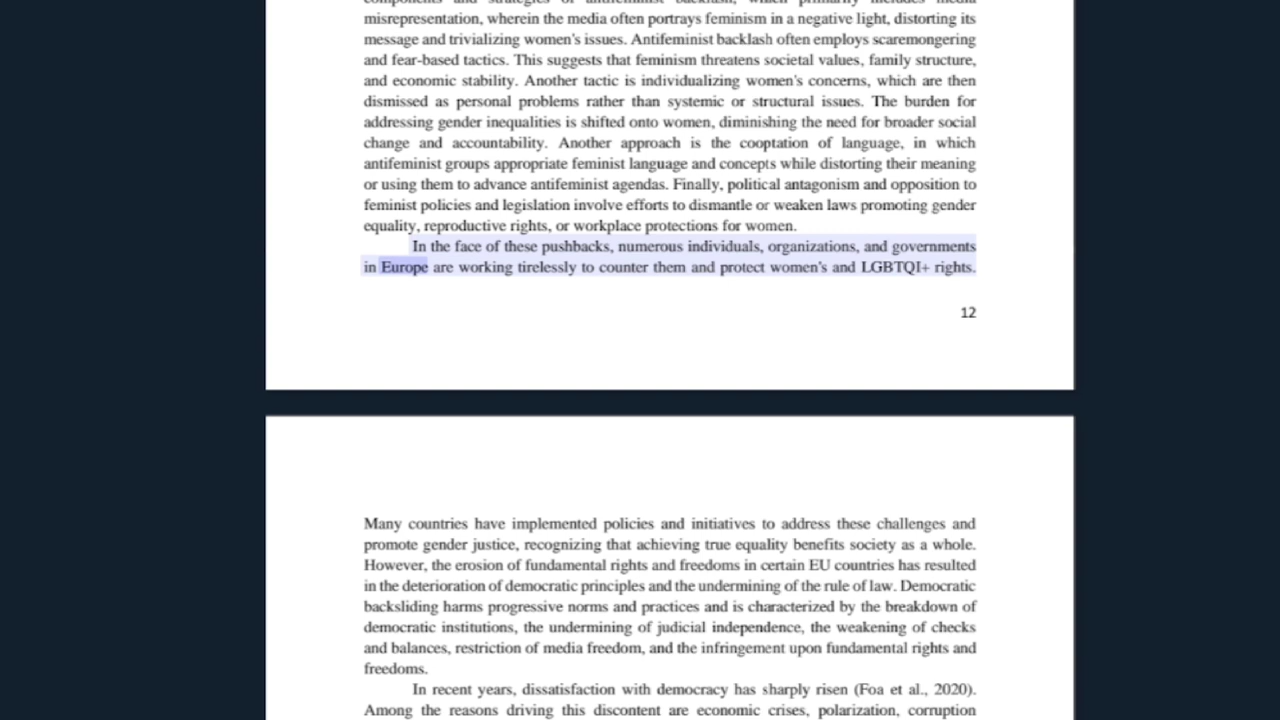 components and strategies of antifeminist backlash, which primarily includes media
misrepresentation, wherein the media often portrays feminism in a negative light, distorting its
message and trivializing women's issues. Antifeminist backlash often employs scaremongering
and fear-based tactics. This suggests that feminism threatens societal values, family structure,
and economic stability. Another tactic is individualizing women's concerns, which are then
dismissed as personal problems rather than systemic or structural issues. The burden for
addressing gender inequalities is shifted onto women, diminishing the need for broader social
change and accountability. Another approach is the cooptation of language, in which
antifeminist groups appropriate feminist language and concepts while distorting their meaning
or using them to advance antifeminist agendas. Finally, political antagonism and opposition to
feminist policies and legislation involve efforts to dismantle or weaken laws promoting gender
equality, reproductive rights, or workplace protections for women.
In the face of these pushbacks, numerous individuals, organizations, and governments
in Europe are working tirelessly to counter them and protect women's and LGBTQI+ rights.
12
Many countries have implemented policies and initiatives to address these challenges and
promote gender justice, recognizing that achieving true equality benefits society as a whole.
However, the erosion of fundamental rights and freedoms in certain EU countries has resulted
in the deterioration of democratic principles and the undermining of the rule of law. Democratic
backsliding harms progressive norms and practices and is characterized by the breakdown of
democratic institutions, the undermining of judicial independence, the weakening of checks
and balances, restriction of media freedom, and the infringement upon fundamental rights and
freedoms.
In recent years, dissatisfaction with democracy has sharply risen (Foa et al., 2020).
Among the reasons driving this discontent are economic crises, polarization, corruption